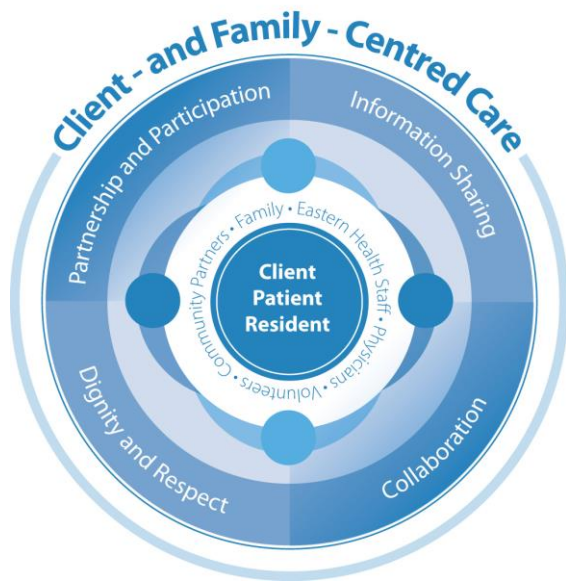 Client - and Family - Centred Care
Partnership and Participation
Information Sharing
Family • Eastern Health Staff • Physicians • Volunteers • Community Partners •
Client
Patient
Resident
Dignity and Respect
Collaboration